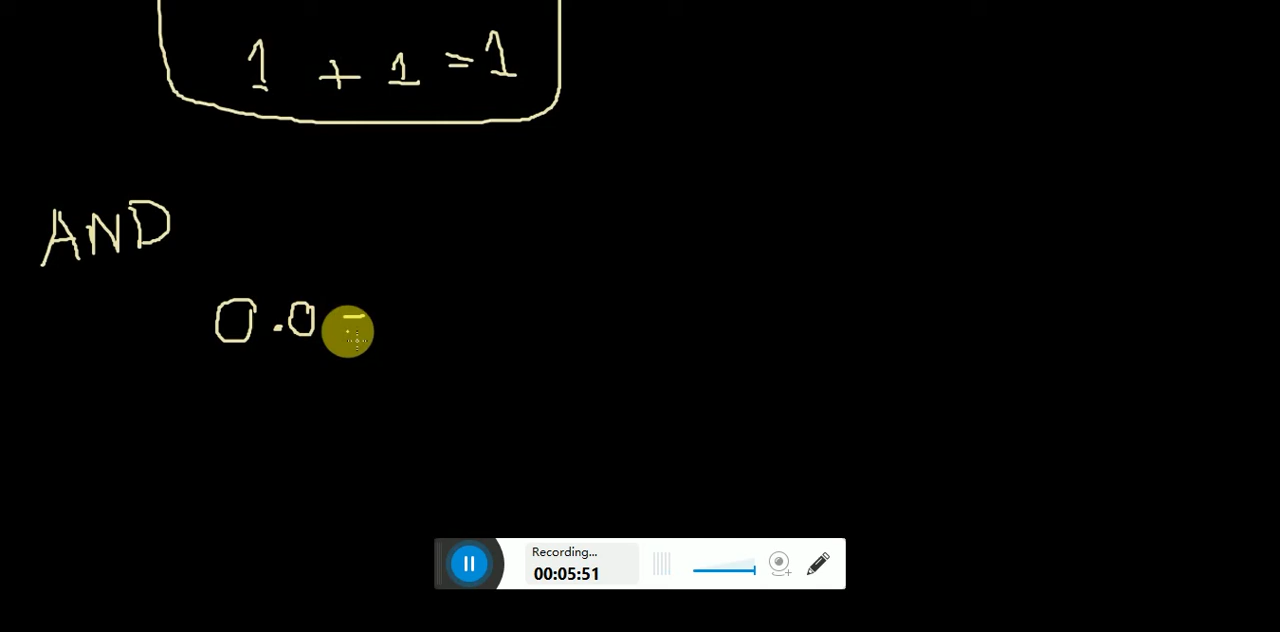 1 + 1 = 1
AND
0.0 =
Recording...
00:05:51